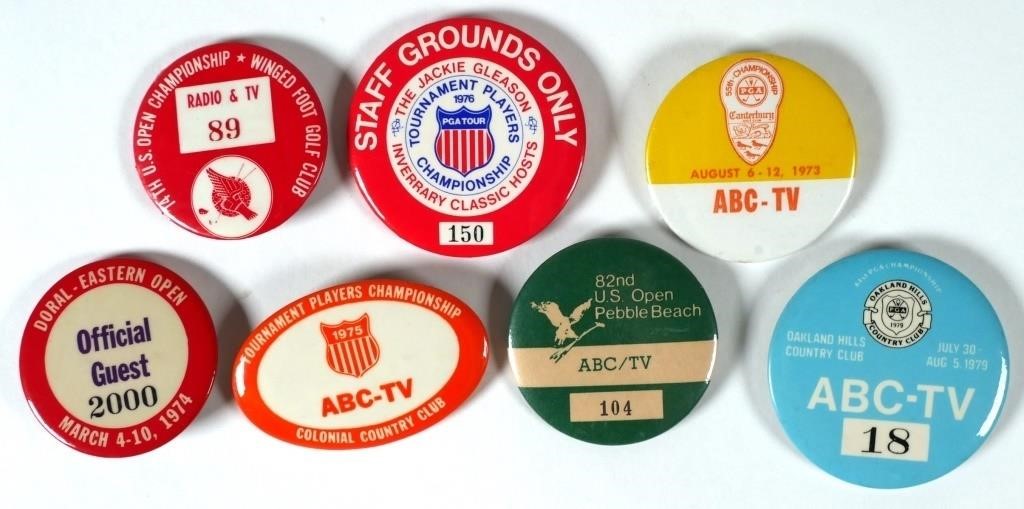 74TH U.S. OPEN CHAMPIONSHIP ★ WINGED FOOT GOLF CLUB
RADIO & TV
89
STAFF GROUNDS ONLY
THE JACKIE GLEASON
INVERRARY CLASSIC HOSTS
TOURNAMENT PLAYERS
1976
PGA TOUR
CHAMPIONSHIP
150
55th CHAMPIONSHIP
PGA
Canterbury
AUGUST 6-12, 1973
ABC-TV
DORAL-EASTERN OPEN
Official
Guest
2000
MARCH 4-10, 1974
TOURNAMENT PLAYERS CHAMPIONSHIP
1975
ABC-TV
COLONIAL COUNTRY CLUB
82nd
U.S. Open
Pebble Beach
ABC/TV
104
61st PGA CHAMPIONSHIP
OAKLAND HILLS
PGA
1979
COUNTRY CLUB
OAKLAND HILLS
COUNTRY CLUB
JULY 30-
AUG 5, 1979
ABC-TV
18